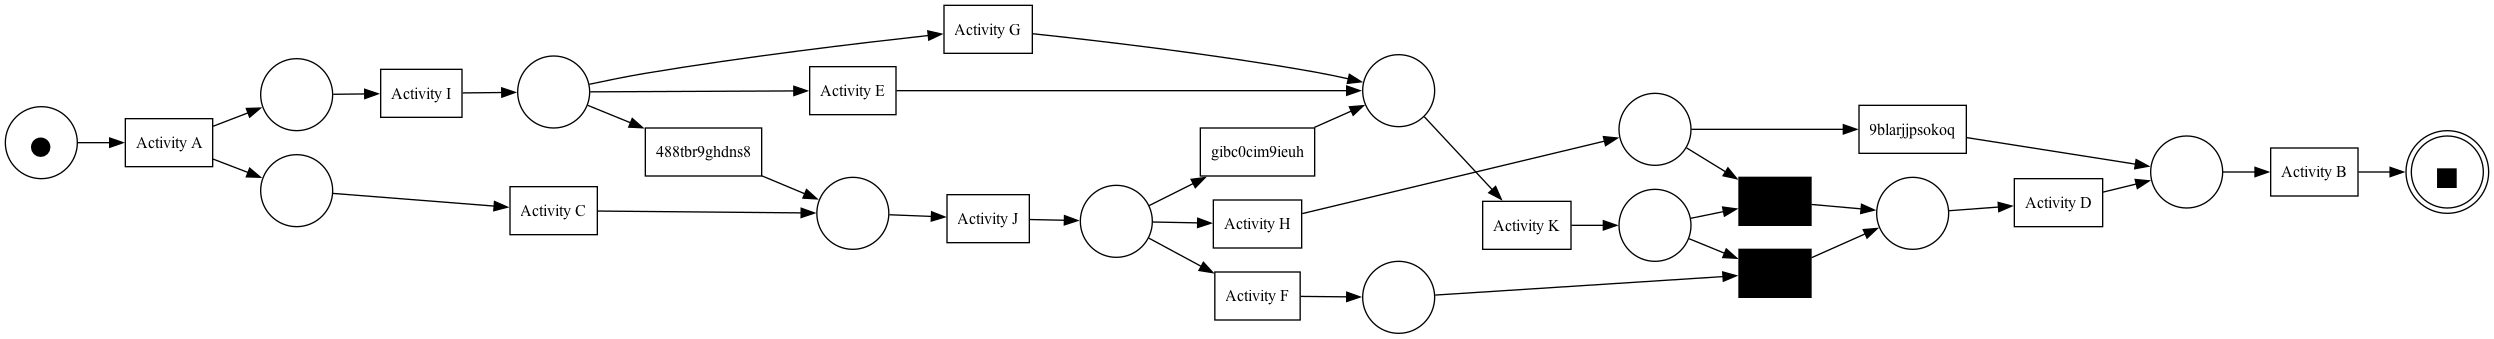 Activity A
Activity I
Activity C
Activity G
Activity E
488tbr9ghdns8
Activity J
gibc0cim9ieuh
Activity H
Activity F
Activity K
9blarjjpsokoq
Activity D
Activity B